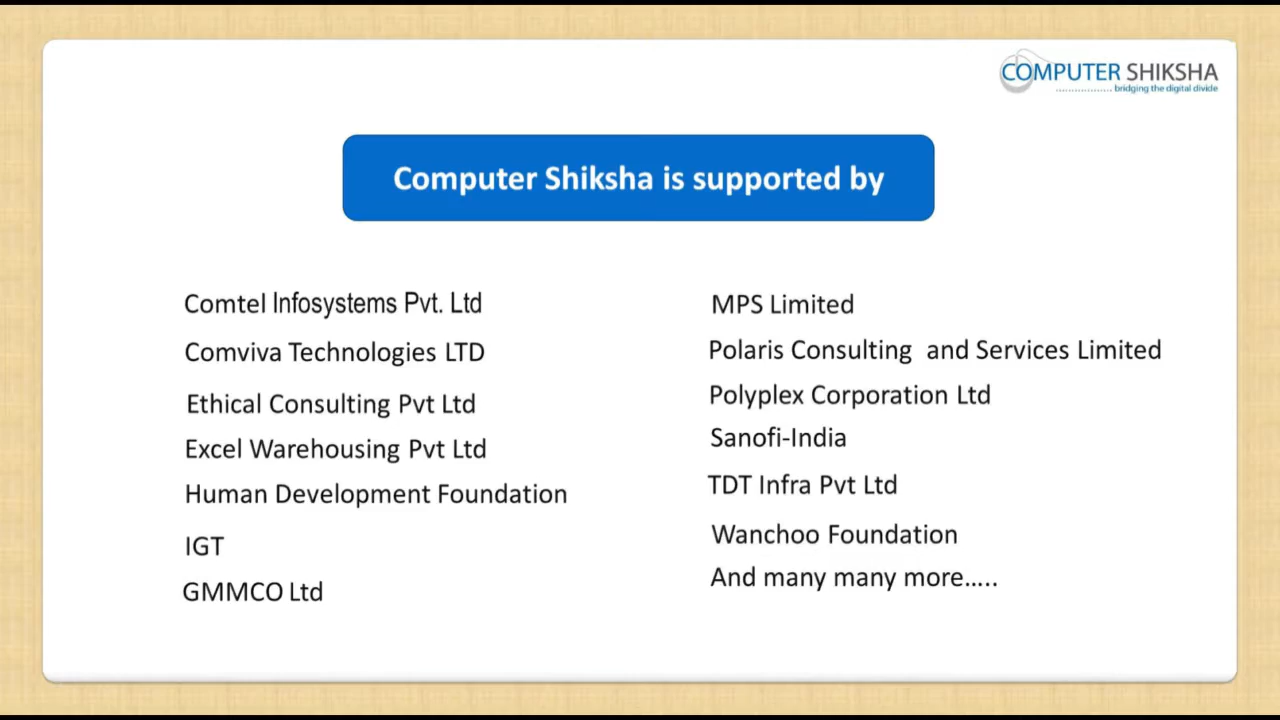 COMPUTER SHIKSHA
bridging the digital divide
Computer Shiksha is supported by
Comtel Infosystems Pvt. Ltd
Comviva Technologies LTD
Ethical Consulting Pvt Ltd
Excel Warehousing Pvt Ltd
Human Development Foundation
IGT
GMMCO Ltd
MPS Limited
Polaris Consulting and Services Limited
Polyplex Corporation Ltd
Sanofi-India
TDT Infra Pvt Ltd
Wanchoo Foundation
And many many more…..